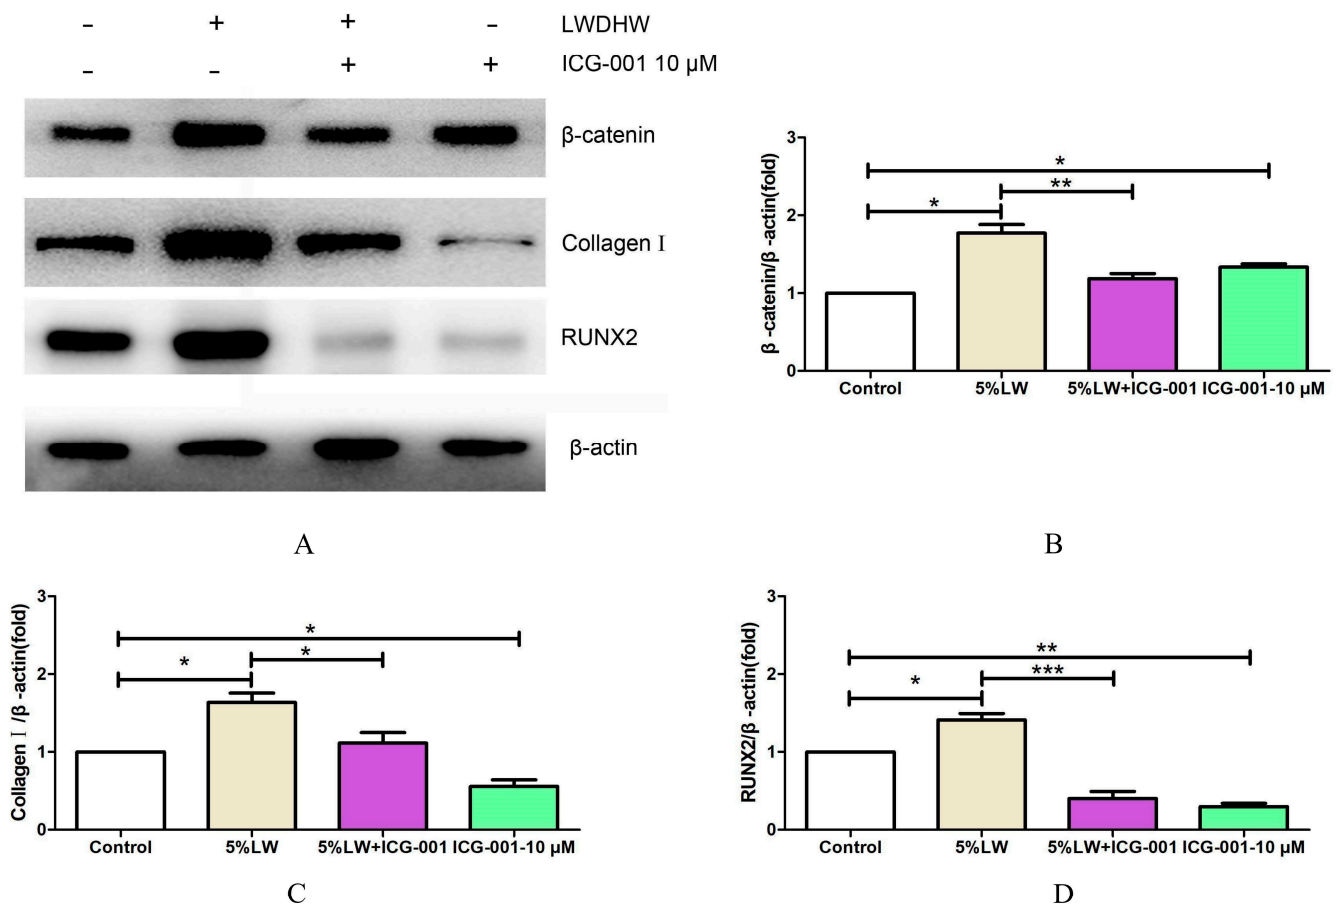 - + + - LWDHW
- - + + ICG-001 10 μM
β-catenin
Collagen Ⅰ
RUNX2
β-actin
A
β -catenin/β -actin(fold)
3
2
1
0
*
**
*
Control 5%LW 5%LW+ICG-001 ICG-001-10 μM
B
Collagen Ⅰ /β -actin(fold)
3
2
1
0
*
*
*
Control 5%LW 5%LW+ICG-001 ICG-001-10 μM
C
RUNX2/β -actin(fold)
3
2
1
0
**
***
*
Control 5%LW 5%LW+ICG-001 ICG-001-10 μM
D